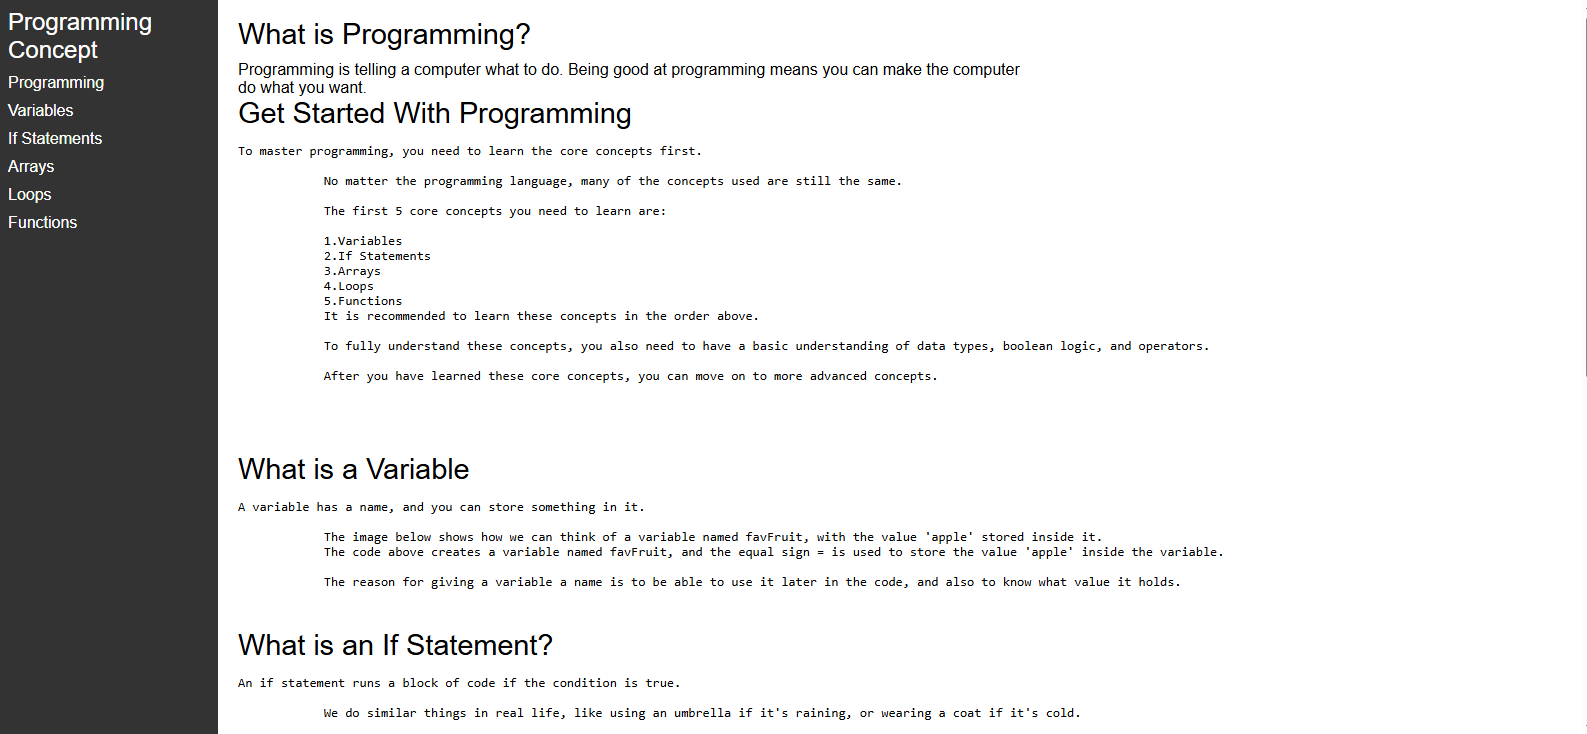 Programming
Concept
Programming
Variables
If Statements
Arrays
Loops
Functions
What is Programming?
Programming is telling a computer what to do. Being good at programming means you can make the computer
do what you want.
Get Started With Programming
To master programming, you need to learn the core concepts first.
No matter the programming language, many of the concepts used are still the same.
The first 5 core concepts you need to learn are:
1.Variables
2.If Statements
3.Arrays
4.Loops
5.Functions
It is recommended to learn these concepts in the order above.
To fully understand these concepts, you also need to have a basic understanding of data types, boolean logic, and operators.
After you have learned these core concepts, you can move on to more advanced concepts.
What is a Variable
A variable has a name, and you can store something in it.
The image below shows how we can think of a variable named favFruit, with the value 'apple' stored inside it.
The code above creates a variable named favFruit, and the equal sign = is used to store the value 'apple' inside the variable.
The reason for giving a variable a name is to be able to use it later in the code, and also to know what value it holds.
What is an If Statement?
An if statement runs a block of code if the condition is true.
We do similar things in real life, like using an umbrella if it's raining, or wearing a coat if it's cold.